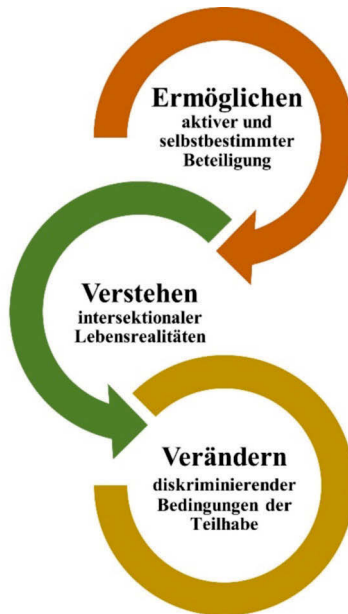 Ermöglichen
aktiver und
selbstbestimmter
Beteiligung
Verstehen
intersektionaler
Lebensrealitäten
Verändern
diskriminierender
Bedingungen der
Teilhabe